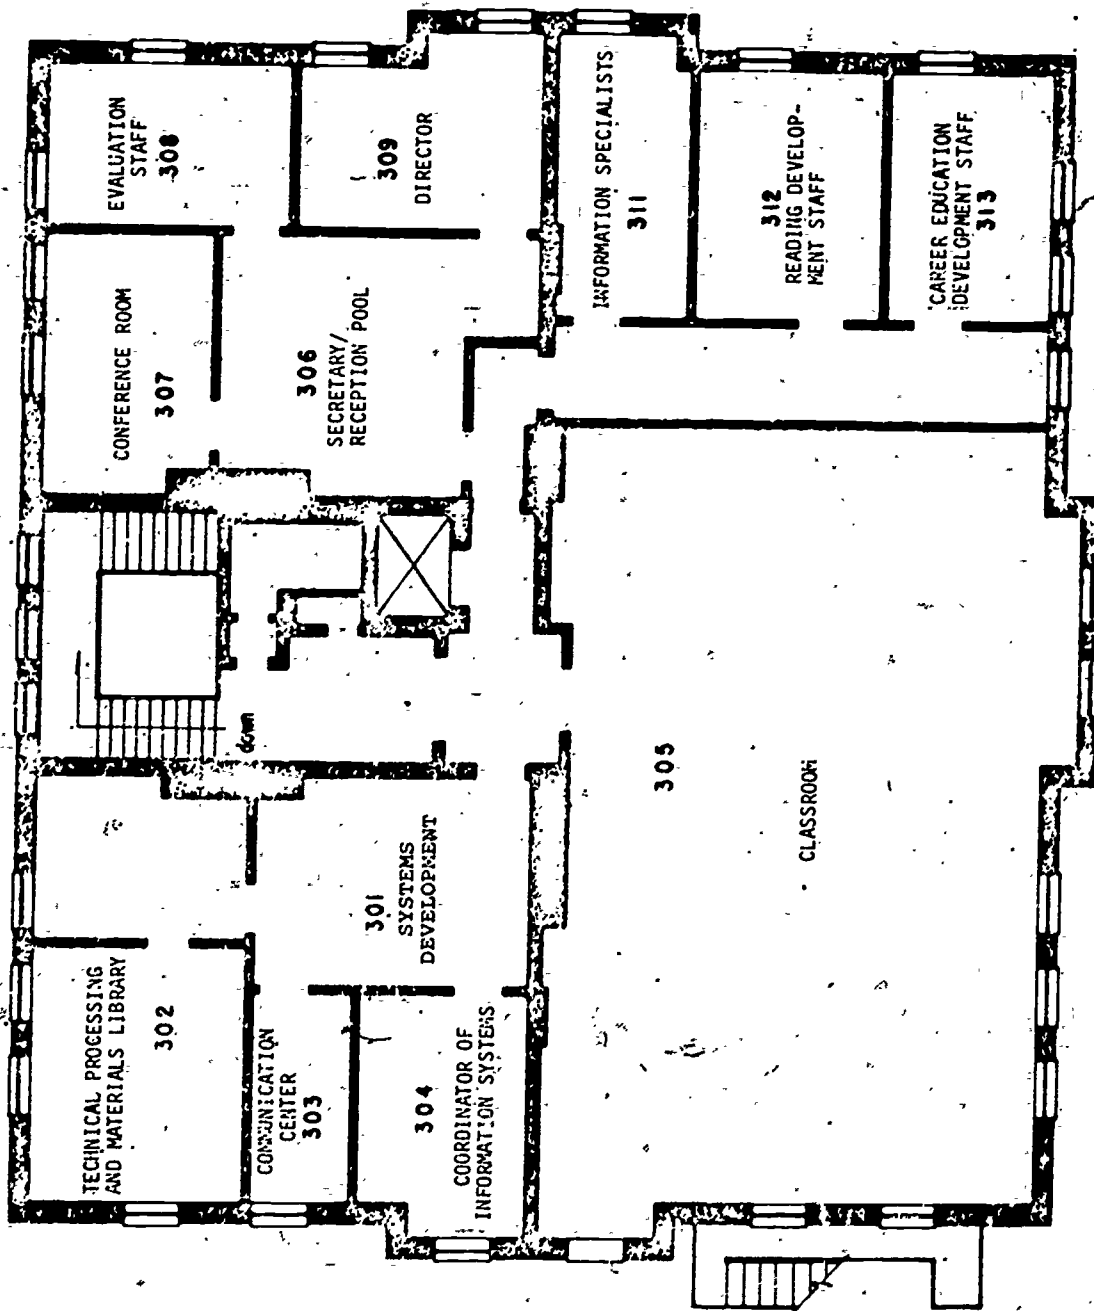 EVALUATION
STAFF
308
309
DIRECTOR
INFORMATION SPECIALISTS
311
312
READING DEVELOP-
MENT STAFF
CAREER EDUCATION
DEVELOPMENT STAFF
313
CONFERENCE ROOM
307
306
SECRETARY/
RECEPTION POOL
down
305
CLASSROOM
301
SYSTEMS
DEVELOPMENT
TECHNICAL PROCESSING
AND MATERIALS LIBRARY
302
COMMUNICATION
CENTER
303
304
COORDINATOR OF
INFORMATION SYSTEMS